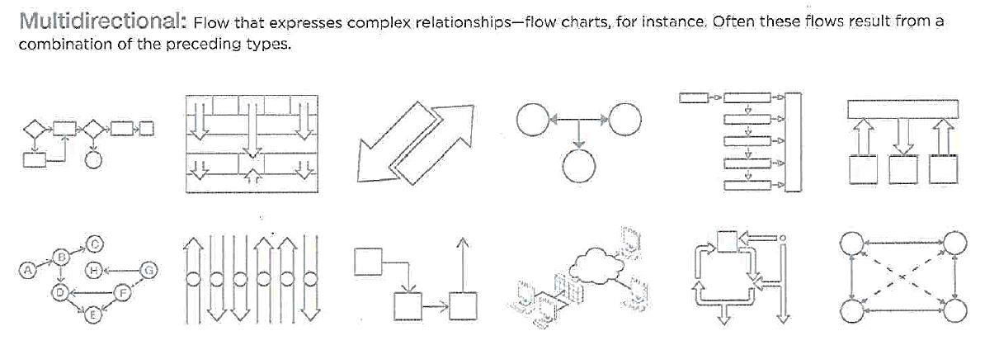 Multidirectional: Flow that expresses complex relationships—flow charts, for instance. Often these flows result from a
combination of the preceding types.
C
B
A
H
G
D
F
E